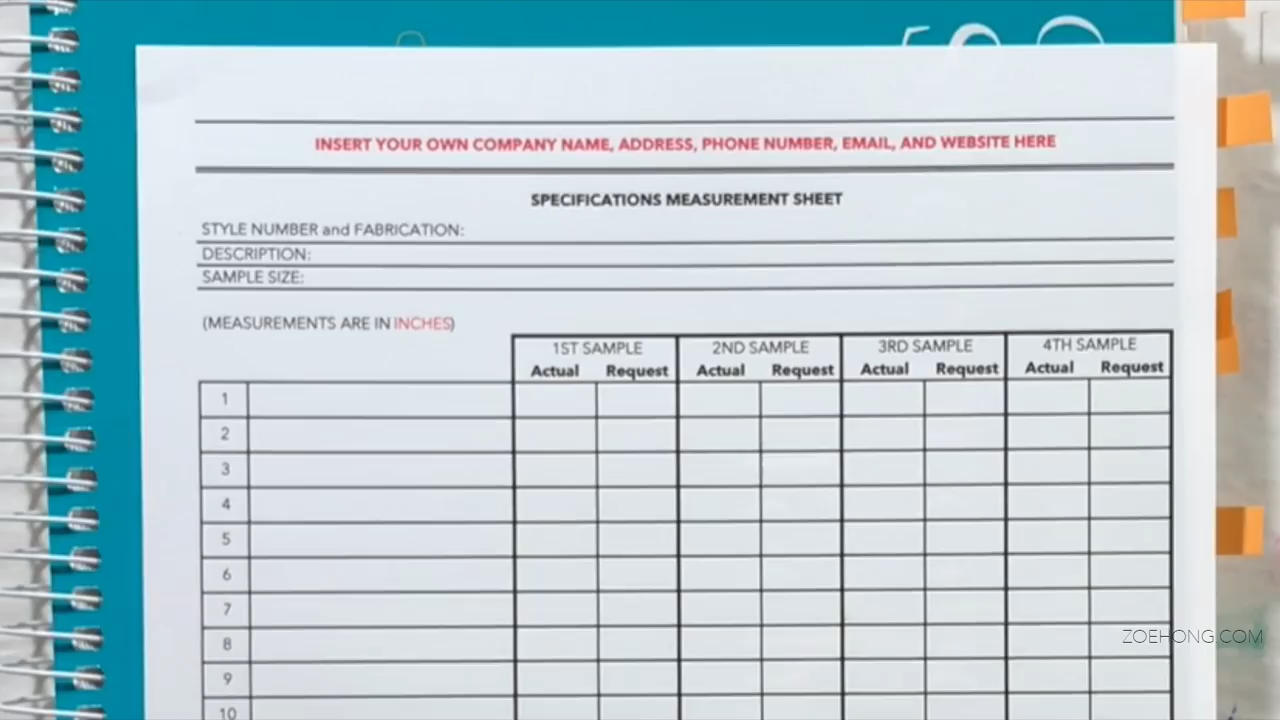 INSERT YOUR OWN COMPANY NAME, ADDRESS, PHONE NUMBER, EMAIL, AND WEBSITE HERE
SPECIFICATIONS MEASUREMENT SHEET
STYLE NUMBER and FABRICATION:
DESCRIPTION:
SAMPLE SIZE:
(MEASUREMENTS ARE IN INCHES)
1ST SAMPLE 2ND SAMPLE 3RD SAMPLE 4TH SAMPLE
Actual Request Actual Request Actual Request Actual Request
1
2
3
4
5
6
7
8
9
10
ZOEHONG.COM